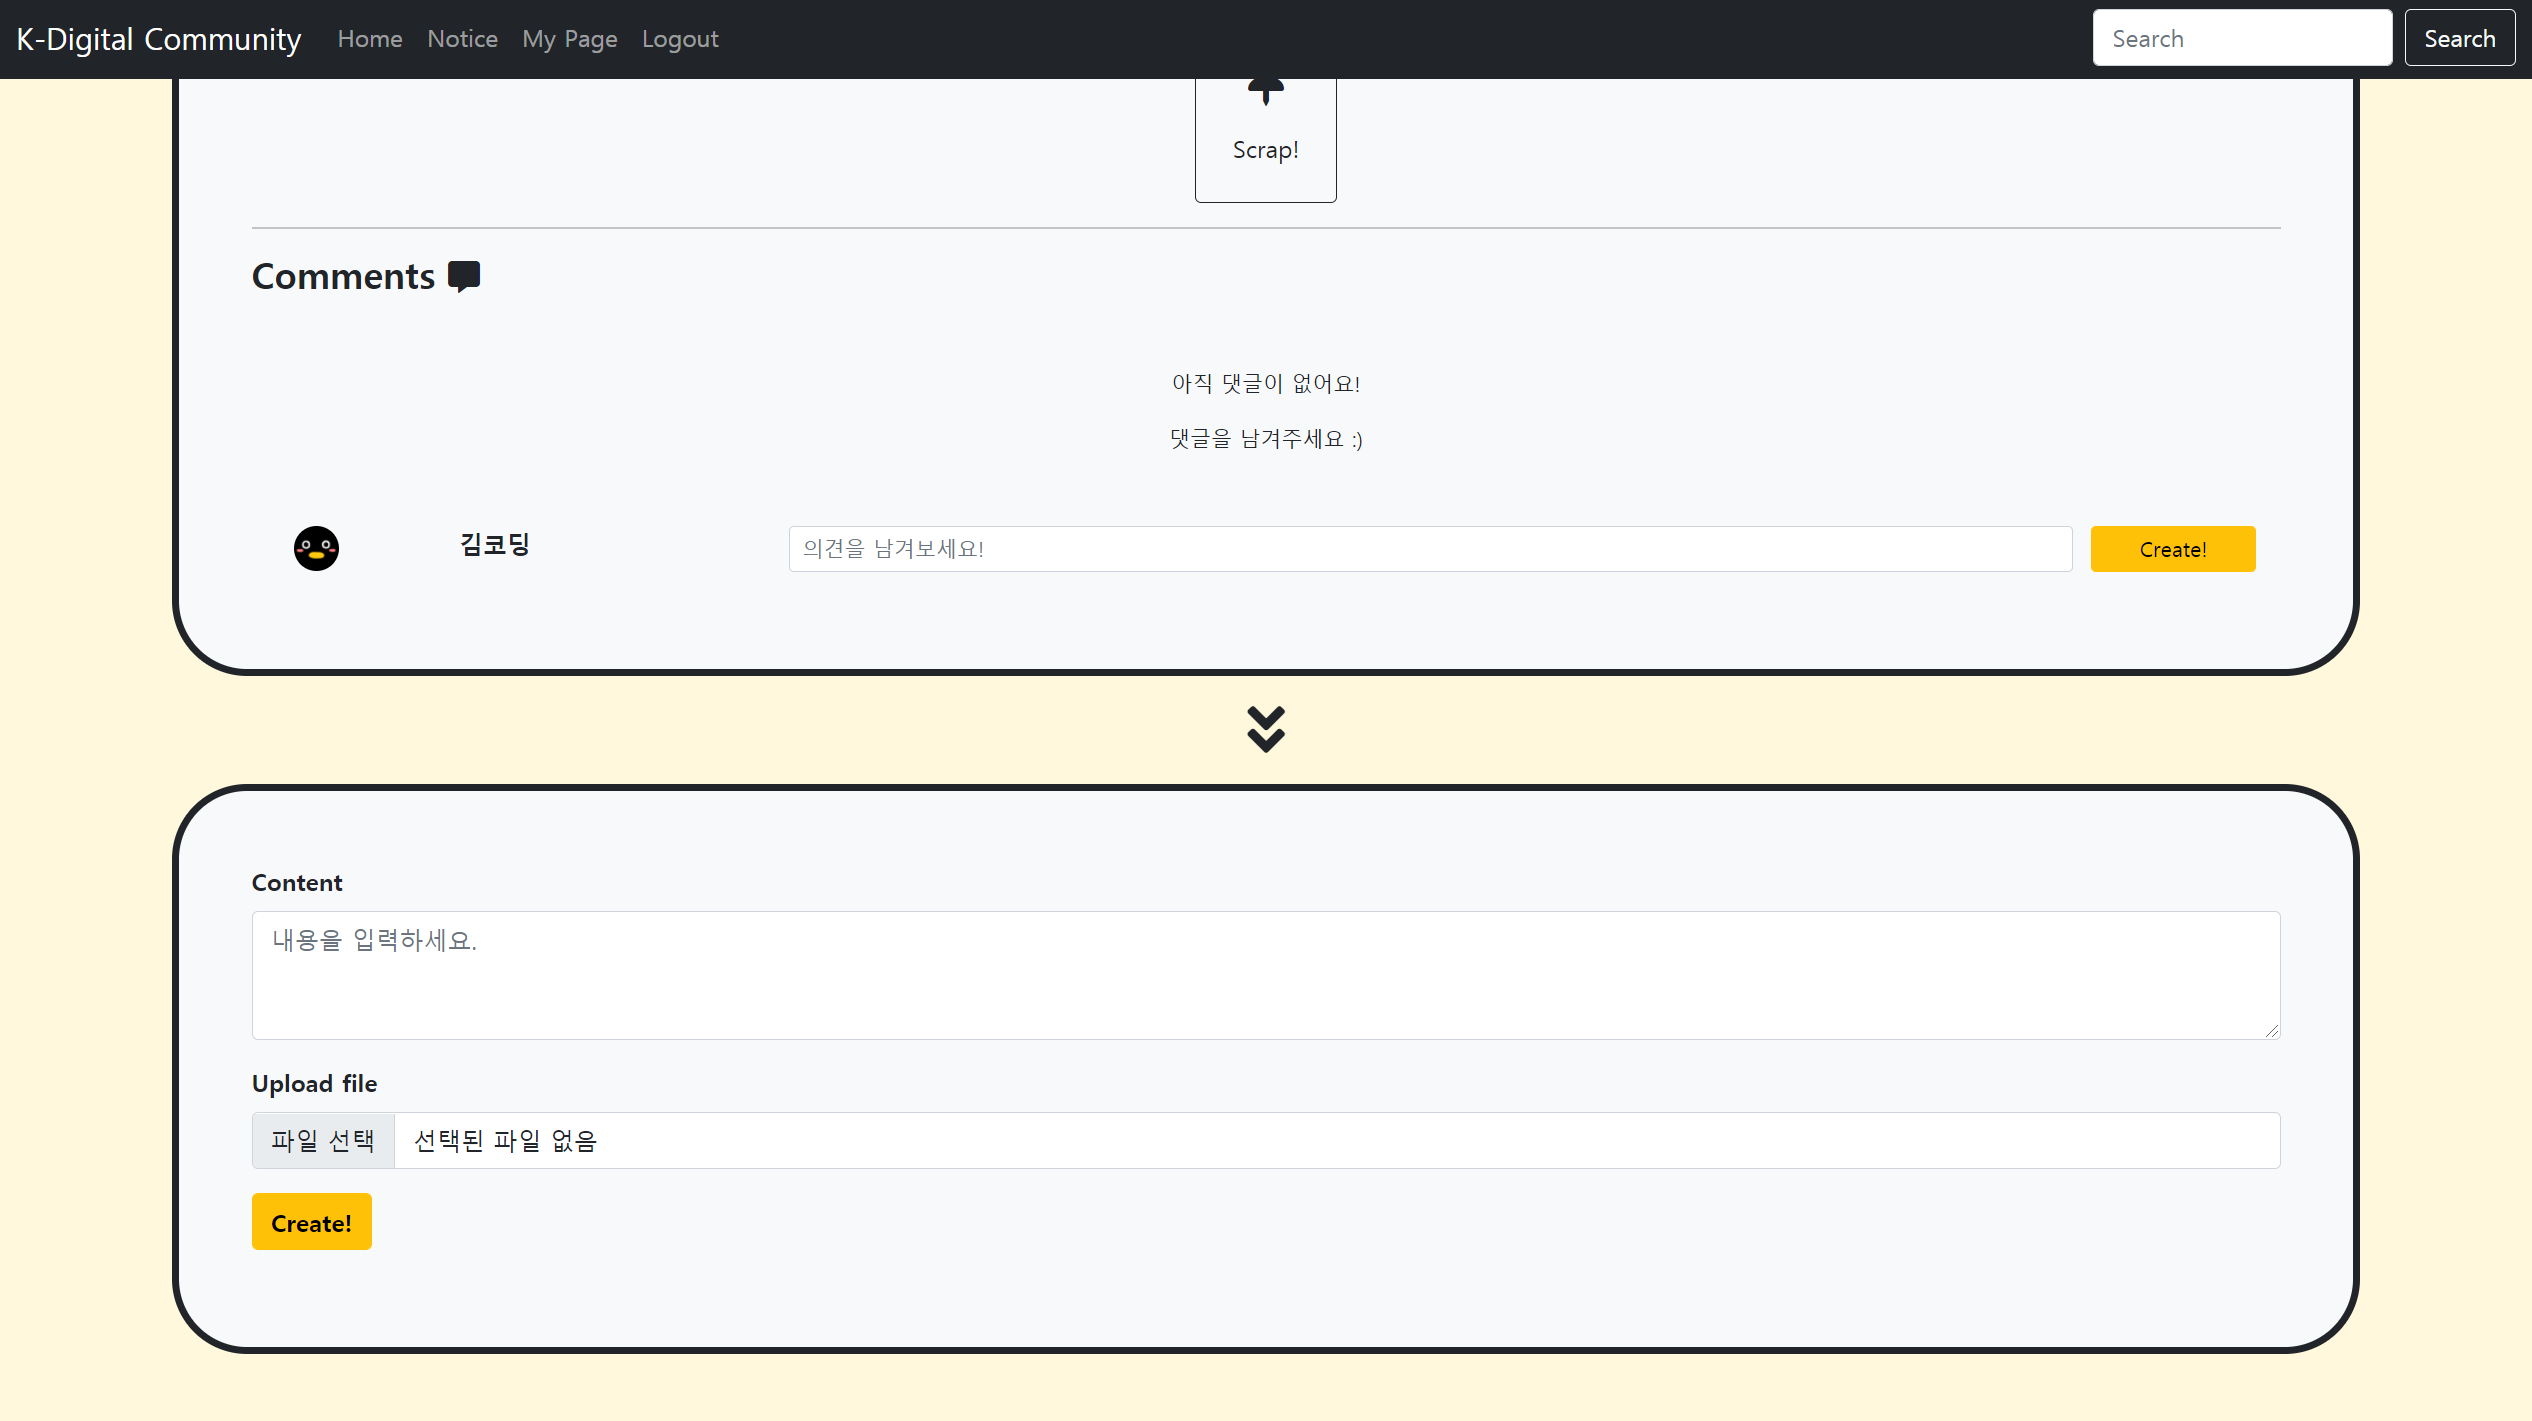 K-Digital Community Home Notice My Page Logout Search Search
Scrap!
Comments
아직 댓글이 없어요!
댓글을 남겨주세요 :)
김코딩 의견을 남겨보세요! Create!
Content
내용을 입력하세요.
Upload file
파일 선택 선택된 파일 없음
Create!